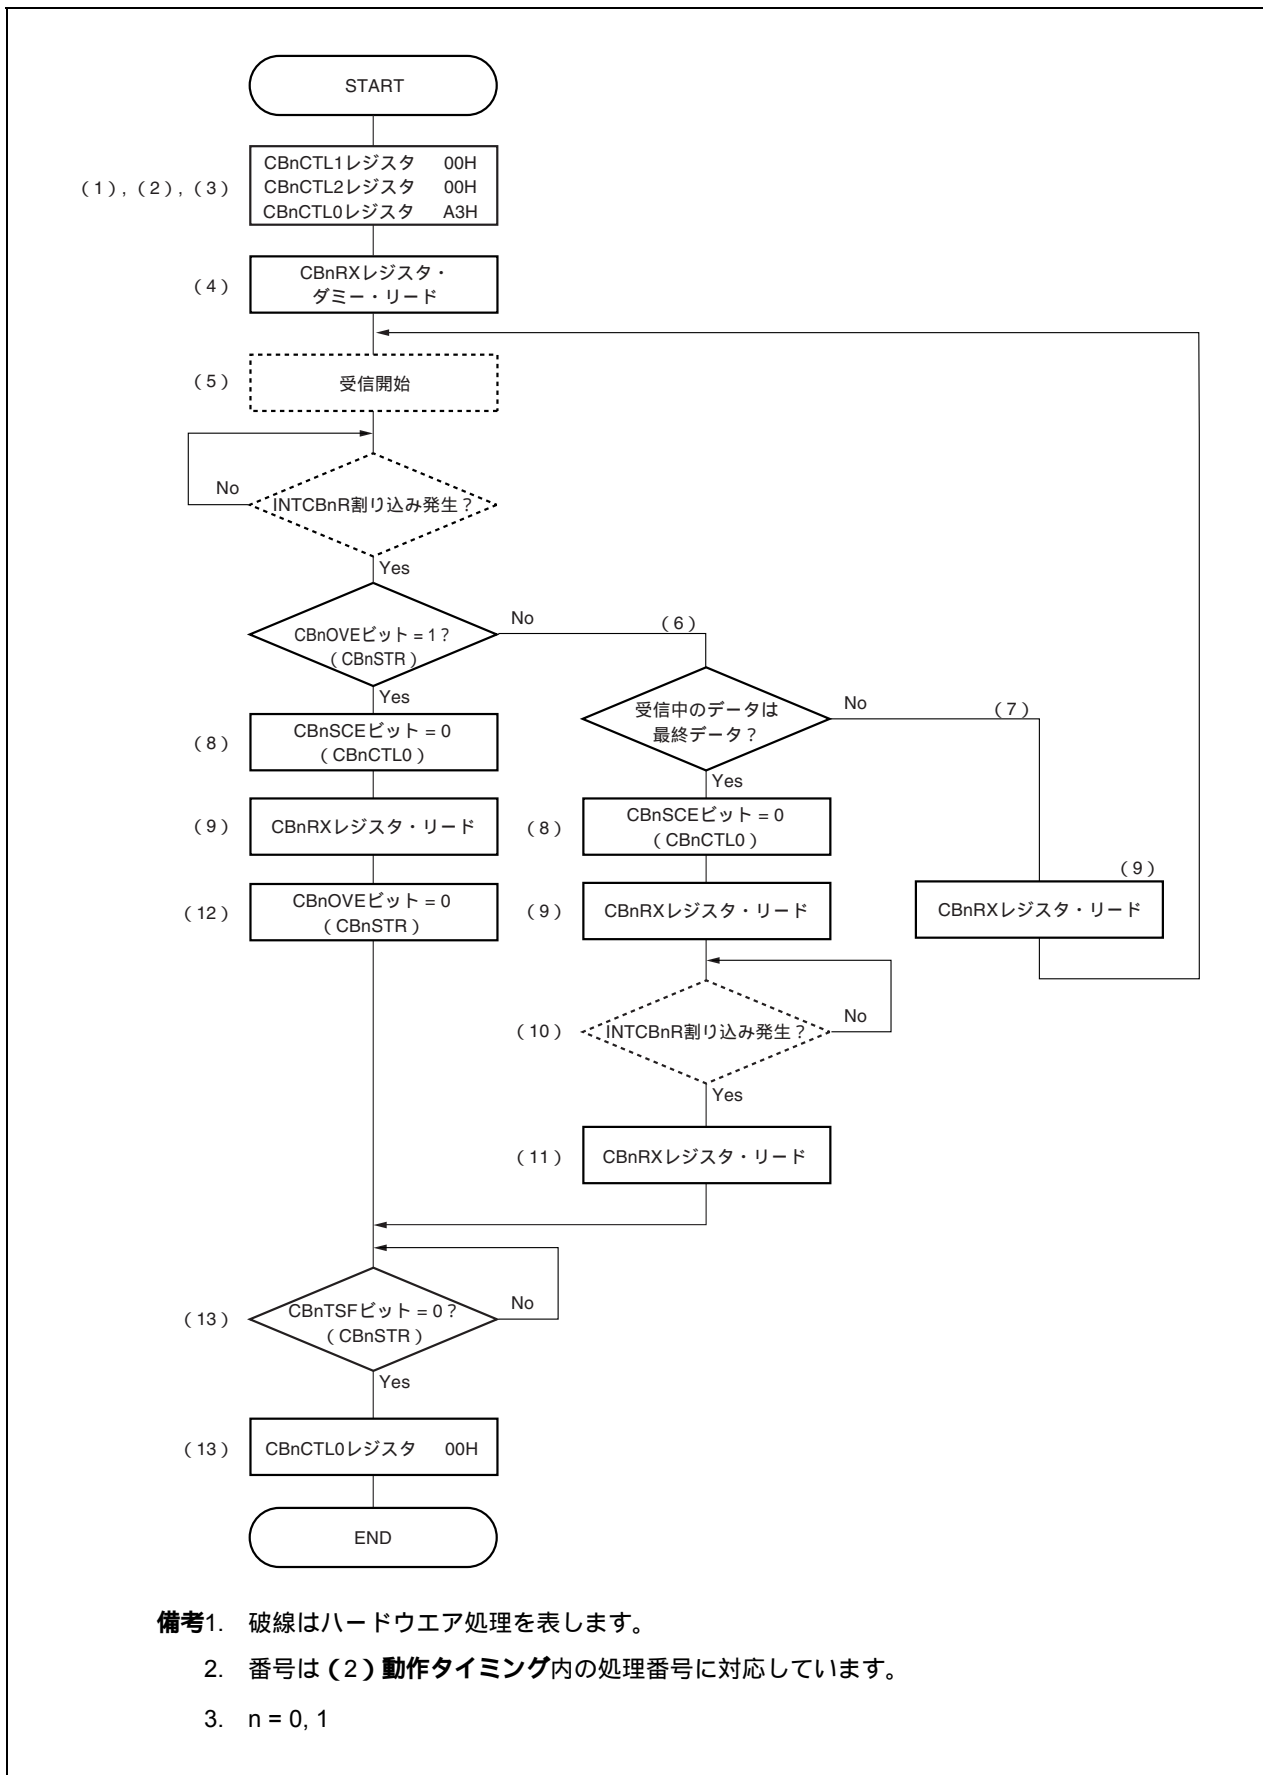 START
CBnCTL1レジスタ 00H
CBnCTL2レジスタ 00H
CBnCTL0レジスタ A3H
（1）,（2）,（3）
CBnRXレジスタ・
ダミー・リード
（4）
受信開始
（5）
INTCBnR割り込み発生？
No
Yes
CBnOVEビット = 1？
（CBnSTR）
No
（6）
Yes
受信中のデータは
最終データ？
No
（7）
Yes
CBnSCEビット = 0
（CBnCTL0）
（8）
CBnRXレジスタ・リード
（9）
CBnOVEビット = 0
（CBnSTR）
（12）
CBnSCEビット = 0
（CBnCTL0）
（8）
CBnRXレジスタ・リード
（9）
（9）
CBnRXレジスタ・リード
INTCBnR割り込み発生？
（10）
No
Yes
CBnRXレジスタ・リード
（11）
CBnTSFビット = 0？
（CBnSTR）
（13）
No
Yes
CBnCTL0レジスタ 00H
（13）
END
備考1. 破線はハードウエア処理を表します。
2. 番号は（2）動作タイミング内の処理番号に対応しています。
3. n = 0, 1